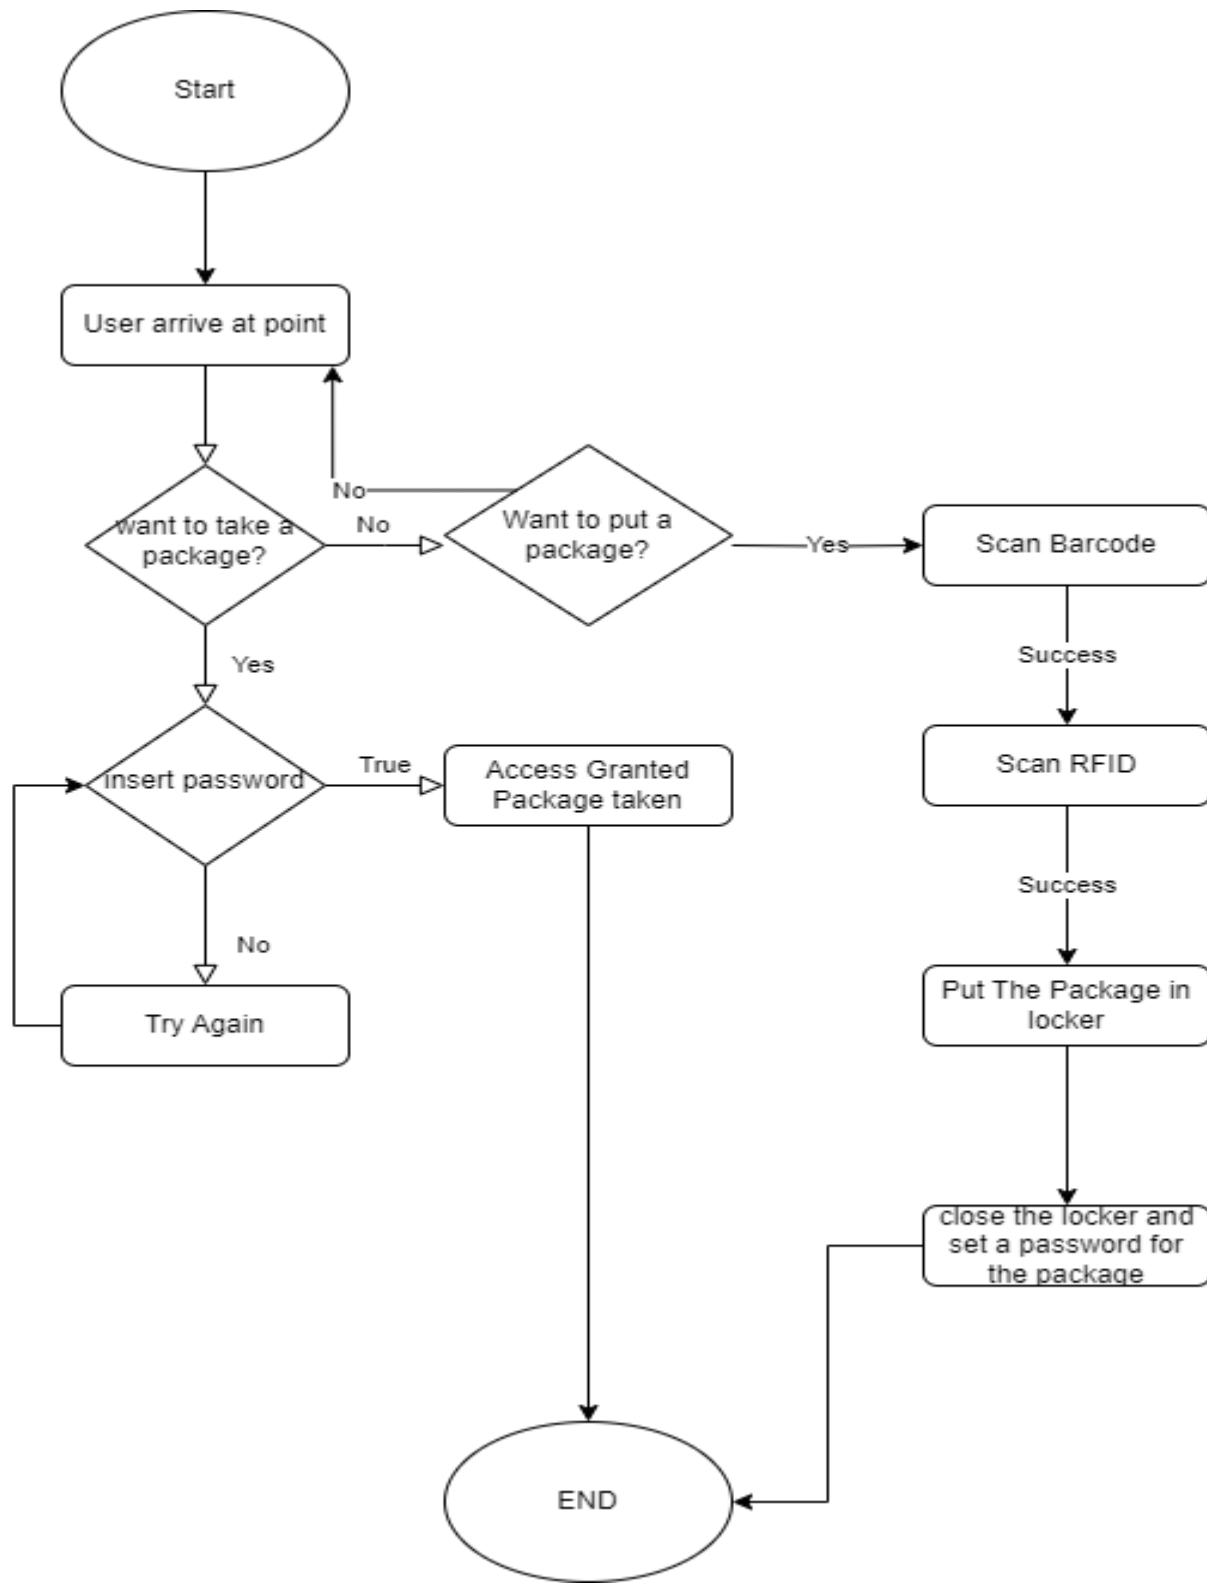 Start
User arrive at point
No
want to take a
package?
No
Want to put a
package?
Yes
Scan Barcode
Success
Yes
Scan RFID
insert password
True
Access Granted
Package taken
Success
No
Put The Package in
locker
Try Again
close the locker and
set a password for
the package
END